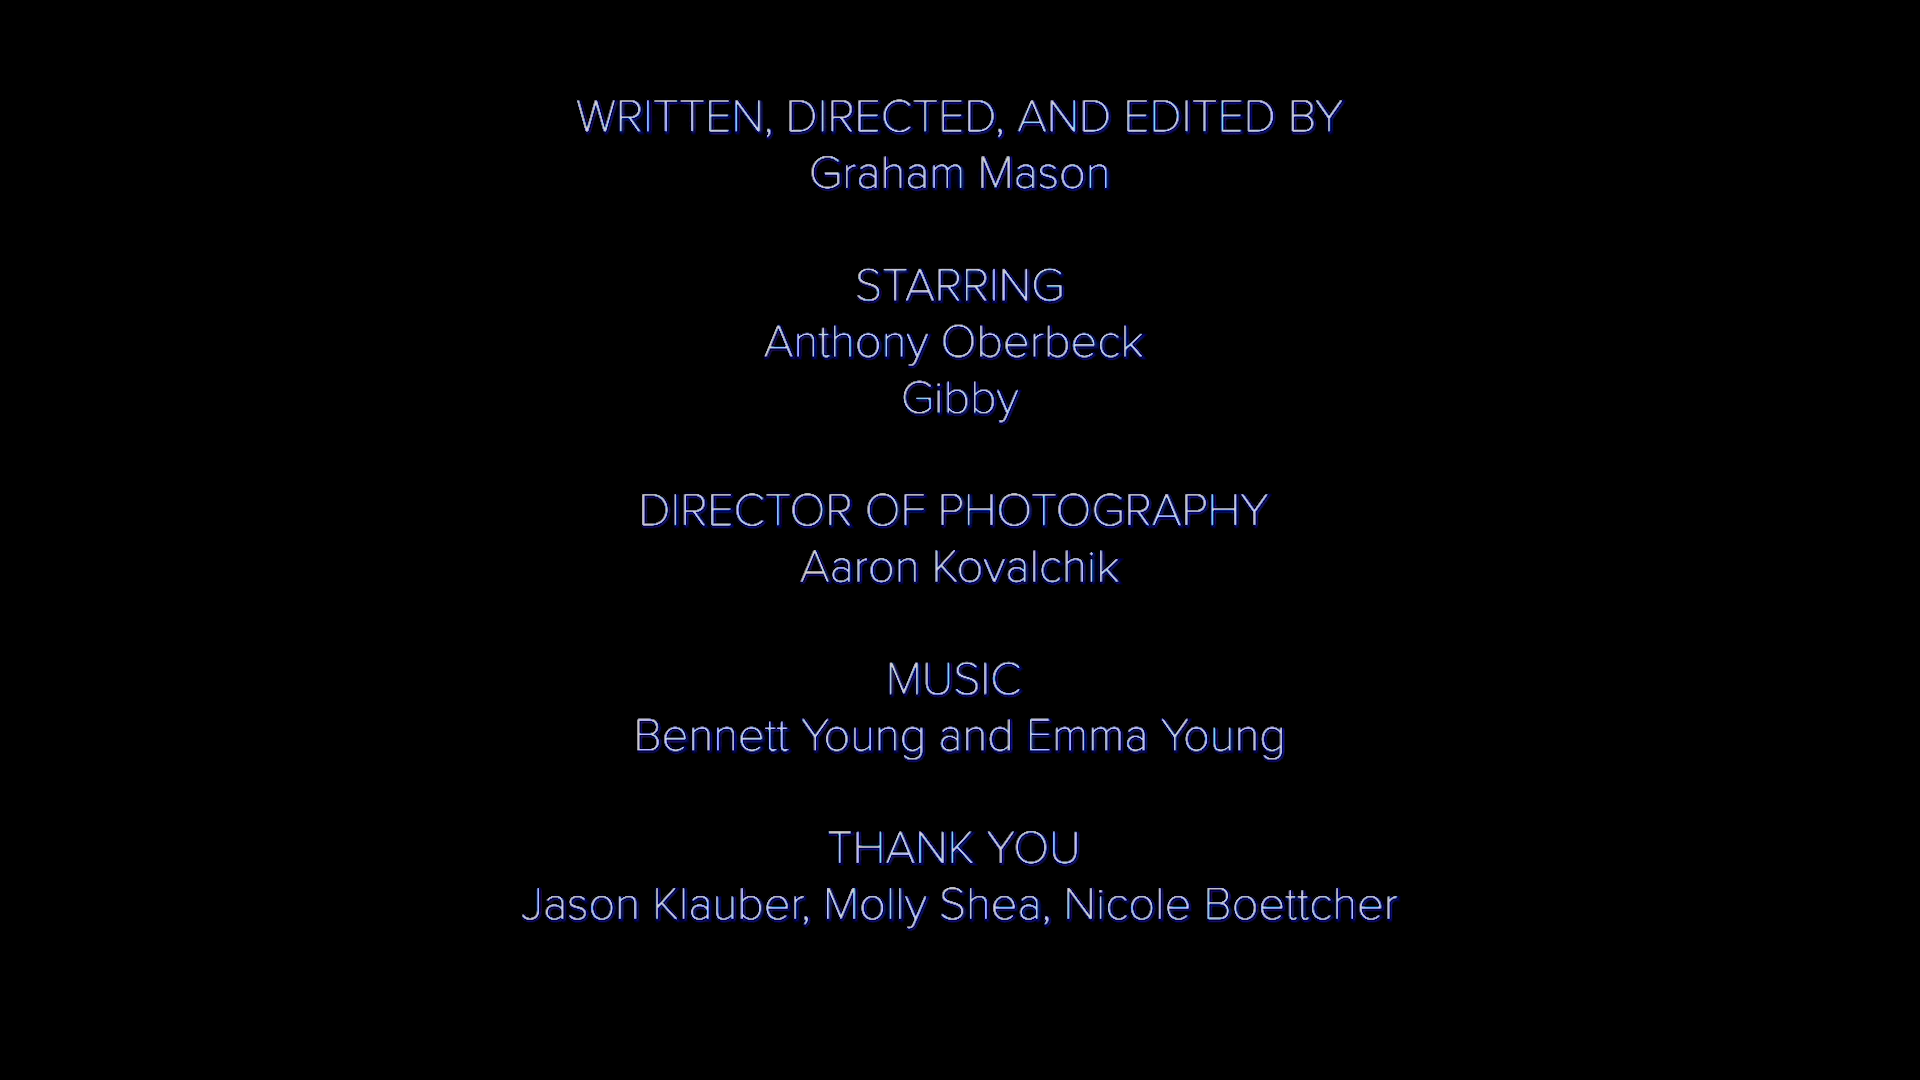 WRITTEN, DIRECTED, AND EDITED BY
Graham Mason
STARRING
Anthony Oberbeck
Gibby
DIRECTOR OF PHOTOGRAPHY
Aaron Kovalchik
MUSIC
Bennett Young and Emma Young
THANK YOU
Jason Klauber, Molly Shea, Nicole Boettcher